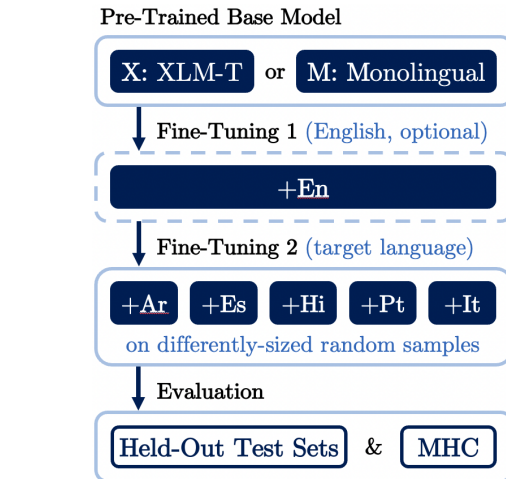 Pre-Trained Base Model
X: XLM-T or M: Monolingual
Fine-Tuning 1 (English, optional)
+En
Fine-Tuning 2 (target language)
+Ar +Es +Hi +Pt +It
on differently-sized random samples
Evaluation
Held-Out Test Sets & MHC